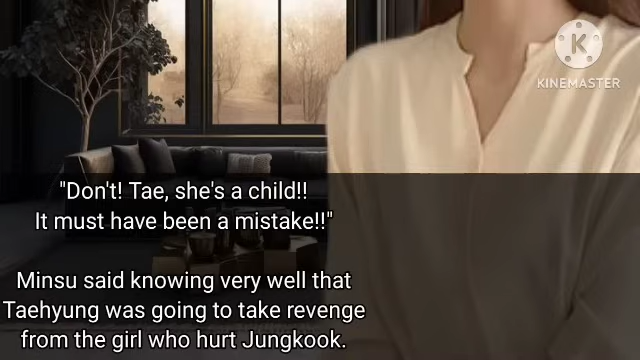 KINEMASTER
"Don't! Tae, she's a child!!
It must have been a mistake!!"
Minsu said knowing very well that
Taehyung was going to take revenge
from the girl who hurt Jungkook.